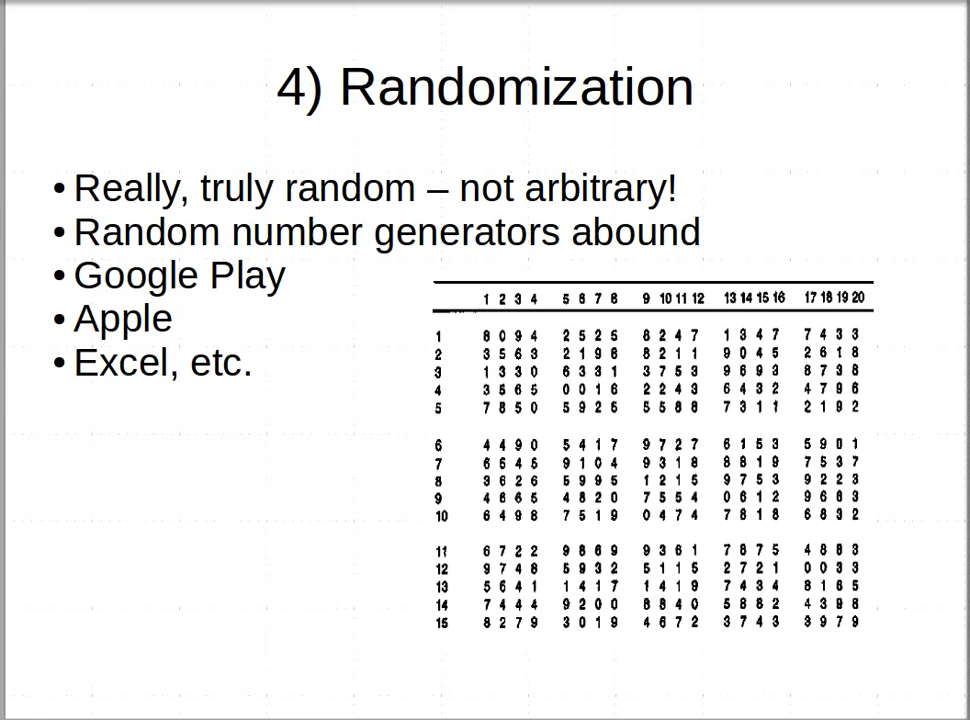 4) Randomization
• Really, truly random – not arbitrary!
• Random number generators abound
• Google Play
• Apple
• Excel, etc.
1 2 3 4 5 6 7 8 9 10 11 12 13 14 15 16 17 18 19 20
1 8 0 9 4 2 5 2 5 8 2 4 7 1 3 4 7 7 4 3 3
2 3 5 6 3 2 1 9 8 8 2 1 1 9 0 4 5 2 6 1 8
3 1 3 3 0 6 3 3 1 3 7 5 3 9 6 9 3 8 7 3 8
4 3 5 6 5 0 0 1 6 2 2 4 3 6 4 3 2 4 7 9 6
5 7 8 5 0 5 9 2 5 5 5 8 8 7 3 1 1 2 1 9 2
6 4 4 9 0 5 4 1 7 9 7 2 7 6 1 5 3 5 9 0 1
7 6 5 4 5 9 1 0 4 9 3 1 8 8 8 1 9 7 5 3 7
8 3 6 2 6 5 9 9 5 1 2 1 5 9 7 5 3 9 2 2 3
9 4 6 6 5 4 8 2 0 7 5 5 4 0 6 1 2 9 6 6 3
10 6 4 9 8 7 5 1 9 0 4 7 4 7 8 1 8 6 8 3 2
11 6 7 2 2 9 8 6 9 9 3 6 1 7 8 7 5 4 8 8 3
12 9 7 4 8 5 9 3 2 5 1 1 5 2 7 2 1 0 0 3 3
13 5 6 4 1 1 4 1 7 1 4 1 9 7 4 3 4 8 1 6 5
14 7 4 4 4 9 2 0 0 8 8 4 0 5 8 8 2 4 3 9 8
15 8 2 7 9 3 0 1 9 4 6 7 2 3 7 4 3 3 9 7 9